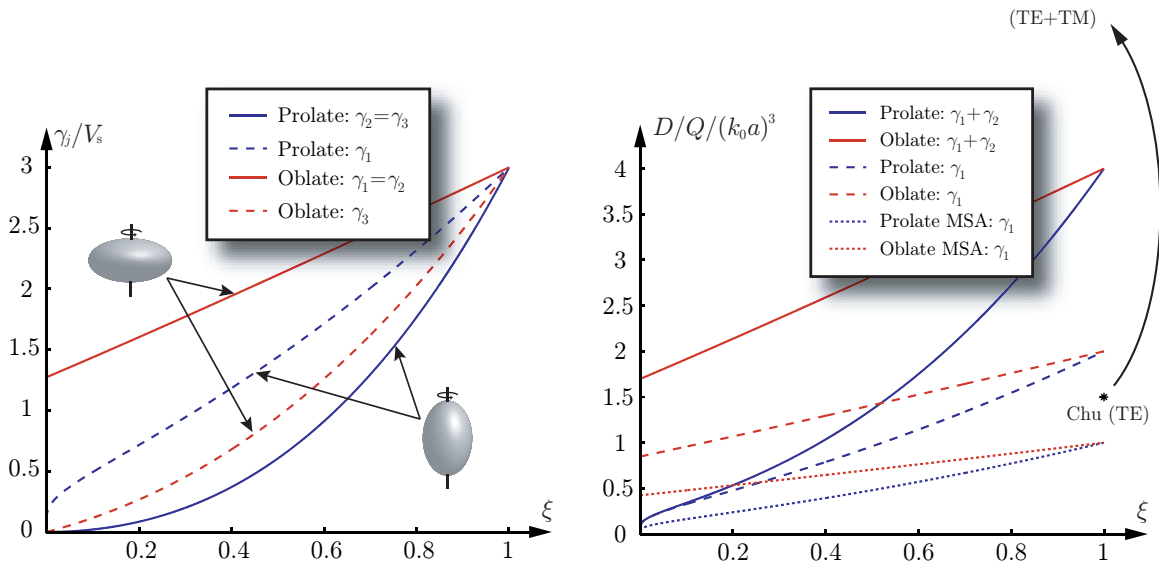 γ_j/V_s
Prolate: γ₂=γ₃
Prolate: γ₁
Oblate: γ₁=γ₂
Oblate: γ₃
3
2.5
2
1.5
1
0.5
0
0.2
0.4
0.6
0.8
1
ξ
(TE+TM)
D/Q/(k₀a)³
Prolate: γ₁+γ₂
Oblate: γ₁+γ₂
Prolate: γ₁
Oblate: γ₁
Prolate MSA: γ₁
Oblate MSA: γ₁
4
3.5
3
2.5
2
1.5
1
0.5
0
Chu (TE)
0.2
0.4
0.6
0.8
1
ξ